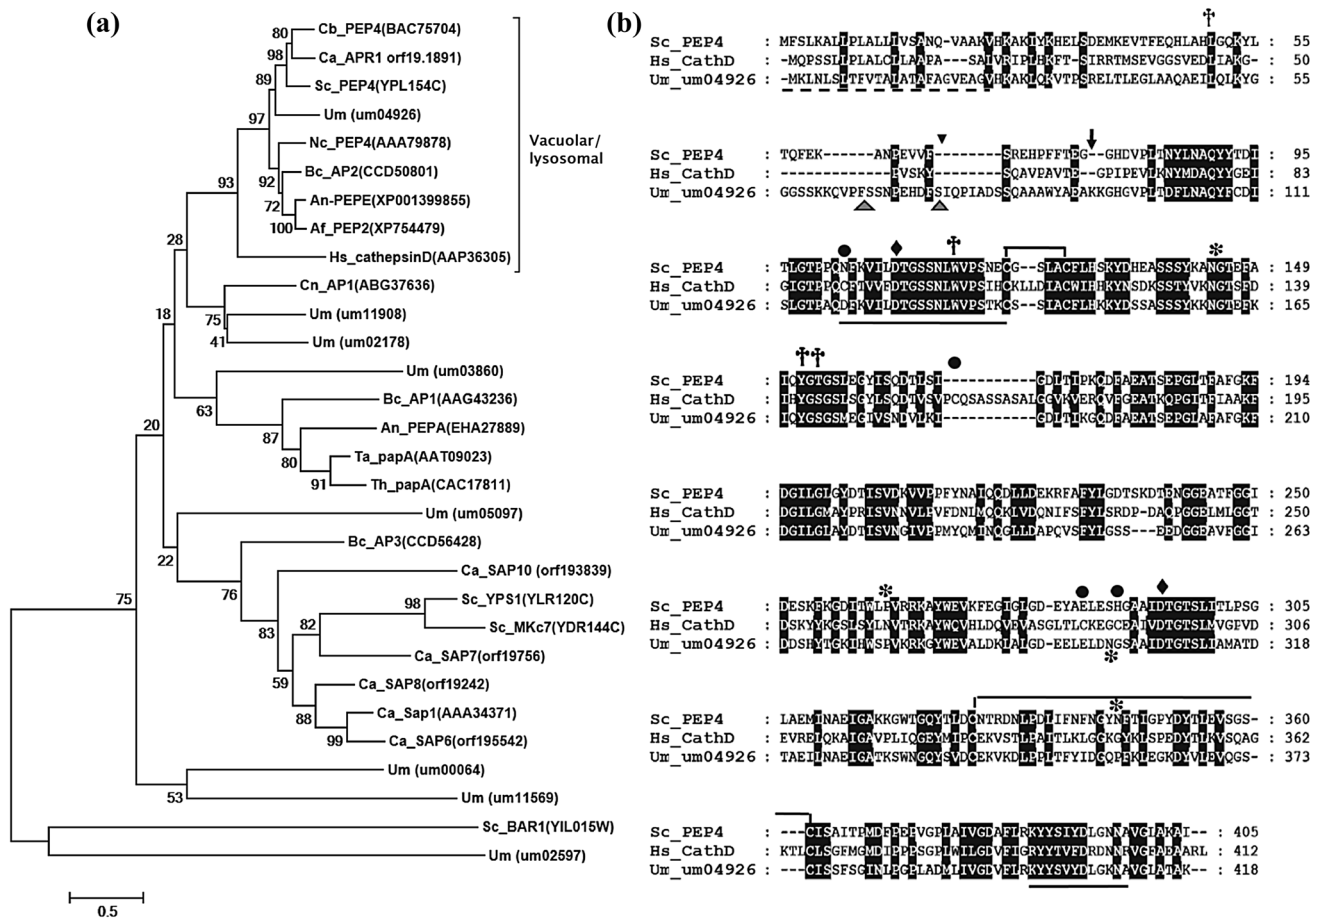 (a)
80
Cb_PEP4(BAC75704)
98
Ca_APR1 orf19.1891)
89
Sc_PEP4(YPL154C)
97
Um (um04926)
Nc_PEP4(AAA79878)
92
Bc_AP2(CCD50801)
72
An-PEPE(XP001399855)
100
Af_PEP2(XP754479)
93
Hs_cathepsinD(AAP36305)
Vacuolar/
lysosomal
28
Cn_AP1(ABG37636)
75
Um (um11908)
41
Um (um02178)
18
Um (um03860)
63
Bc_AP1(AAG43236)
87
An_PEPA(EHA27889)
80
Ta_papA(AAT09023)
91
Th_papA(CAC17811)
20
Um (um05097)
22
Bc_AP3(CCD56428)
76
Ca_SAP10 (orf193839)
83
98
Sc_YPS1(YLR120C)
Sc_MKc7(YDR144C)
82
Ca_SAP7(orf19756)
59
Ca_SAP8(orf19242)
88
Ca_Sap1(AAA34371)
99
Ca_SAP6(orf195542)
75
Um (um00064)
53
Um (um11569)
Sc_BAR1(YIL015W)
Um (um02597)
0.5
(b)
Sc_PEP4 : MFSLKALLPLALLLVSANQ-VAAKVHKAKIYKHELSDEMKEVTFEQHLAHLGQKYL : 55
Hs_CathD : -MQPSSLLPLALCLLAAPA----SALVRIPLHKFT-SIRRTMSEVGGSVEDLIAKG- : 50
Um_um04926 : -MKLNLSLTFVTALATAFAGVEAGVHKAKLQKVTPSRELTLEGLAAQAEILQLKYG : 55
Sc_PEP4 : TQFEK------ANPEVVF--------SREHPFFTEG--GHDVPLTNYLNAQYYTDI : 95
Hs_CathD : -------------PVSKY--------SQAVPAVTE---GPIPEVLKNYMDAQYYGEI : 83
Um_um04926 : GGSSKKQVPFSSNPEHDFSIQPIADSSQAAAWYAEAKKGHGVPLTDFLNAQYFCDI : 111
Sc_PEP4 : TLGTPPQNFKVILDTGSSNLWVPSNECG--SLACFLHSKYDHEASSSYKANGTEFA : 149
Hs_CathD : GIGTPPQCFTVVFDTGSSNLWVPSIHCKLLDIACWIHHKYNSDKSSTYVKNGTSFD : 139
Um_um04926 : SLGTPAQDFKVILDTGSSNLWVPSTKCS--SIACFLHKKYDSSASSSYKKNGTEFK : 165
Sc_PEP4 : IQYGTGSLEGYISQDTLSI-----------GDLTIPKQDFAEATSEPGLTFAFGKF : 194
Hs_CathD : IHYGSGSLSGYLSQDTVSVPCQSASSASALGGVKVERQVFGEATKQPGITFIAAKF : 195
Um_um04926 : IQYGSGSMEGIVSNDVLKI-----------GDLTIKGQDFAEATSEPGLAFAFGKF : 210
Sc_PEP4 : DGILGLGYDTISVDKVVPPFYNAIQQDLLDEKRFAFYLGDTSKDTENGGEATFGGI : 250
Hs_CathD : DGILGMAYPRISVNNVLPVFDNLMQQKLVDQNIFSFYLSRDP-DAQPGGELMLGGT : 250
Um_um04926 : DGILGLAYDTISVNGIVPPMYQMINQGLLDAPQVSFYLGSS---EEDGGEAVFGGI : 263
Sc_PEP4 : DESKFKGDITWLPVRRKAYWEVKFEGIGLGD-EYAELESHGAAIDTGTSLITLPSG : 305
Hs_CathD : DSKYYKGSLSYLNVTRKAYWQVHLDQVEVASGLTLCKEGCEAIVDTGTSLMVGPVD : 306
Um_um04926 : DDSHYTGKIHWSPVKRKGYWEVALDKLALGD-EELELDNGSAAIDTGTSLIAMATD : 318
Sc_PEP4 : LAEMINAEIGAKKGWTGQYTLDCNTRDNLPDLIFNFNGYNFTIGPYDYTLEVSGS- : 360
Hs_CathD : EVRELQKAIGAVPLIQGEYMIPCEKVSTLPAITLKLGGKGYKLSPEDYTLKVSQAG : 362
Um_um04926 : TAEILNAEIGATKSWNGQYSVDCEKVKDLPPLTFYIDGQPFKLEGKDYVLEVQGS- : 373
Sc_PEP4 : ---CISAITPMDFPEPVGPLAIVGDAFLRKYYSIYDLGNNAVGLAKAI-- : 405
Hs_CathD : KTLCLSGFMGMDIPPPSGPLWILGDVFIGRYYTVFDRDNNRVGFAEAARL : 412
Um_um04926 : ---CISSFSGINLPGPLADMLIVGDVFLRKYYSVYDLGKNAVGLATAK-- : 418